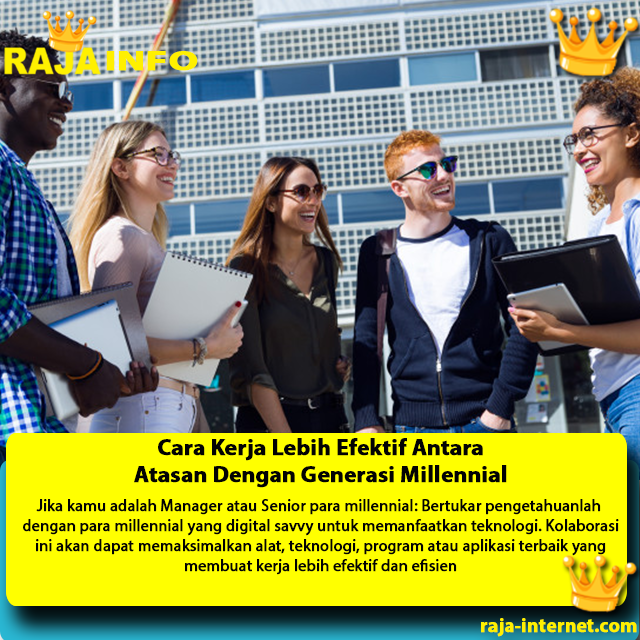 RAJA INFO
Cara Kerja Lebih Efektif Antara
Atasan Dengan Generasi Millennial
Jika kamu adalah Manager atau Senior para millennial: Bertukar pengetahuanlah
dengan para millennial yang digital savvy untuk memanfaatkan teknologi. Kolaborasi
ini akan dapat memaksimalkan alat, teknologi, program atau aplikasi terbaik yang
membuat kerja lebih efektif dan efisien
raja-internet.com